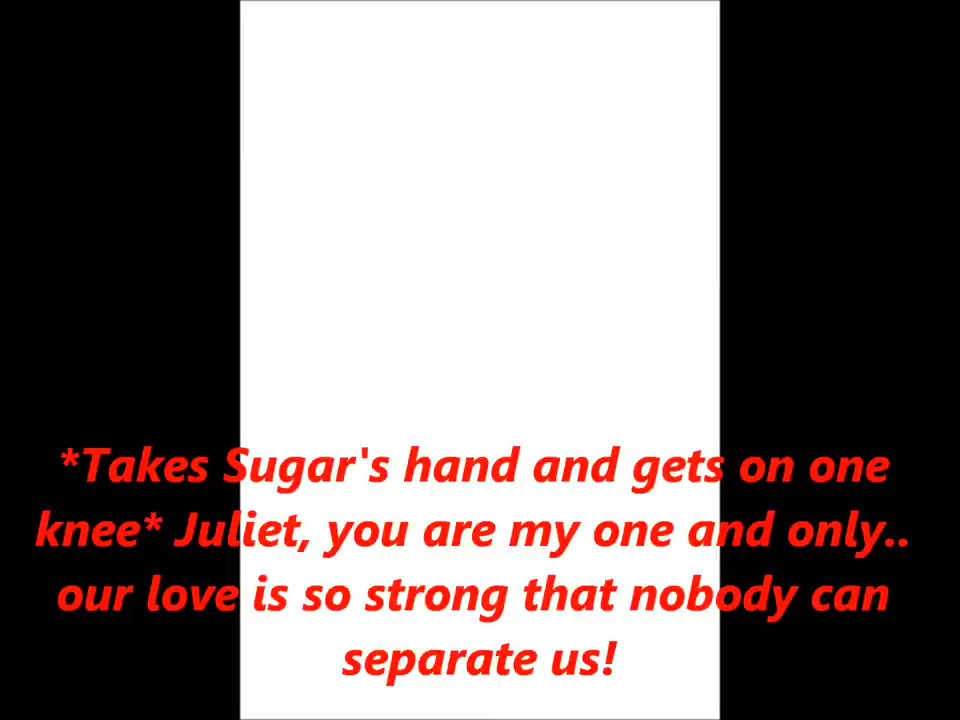 *Takes Sugar's hand and gets on one
knee* Juliet, you are my one and only..
our love is so strong that nobody can
separate us!